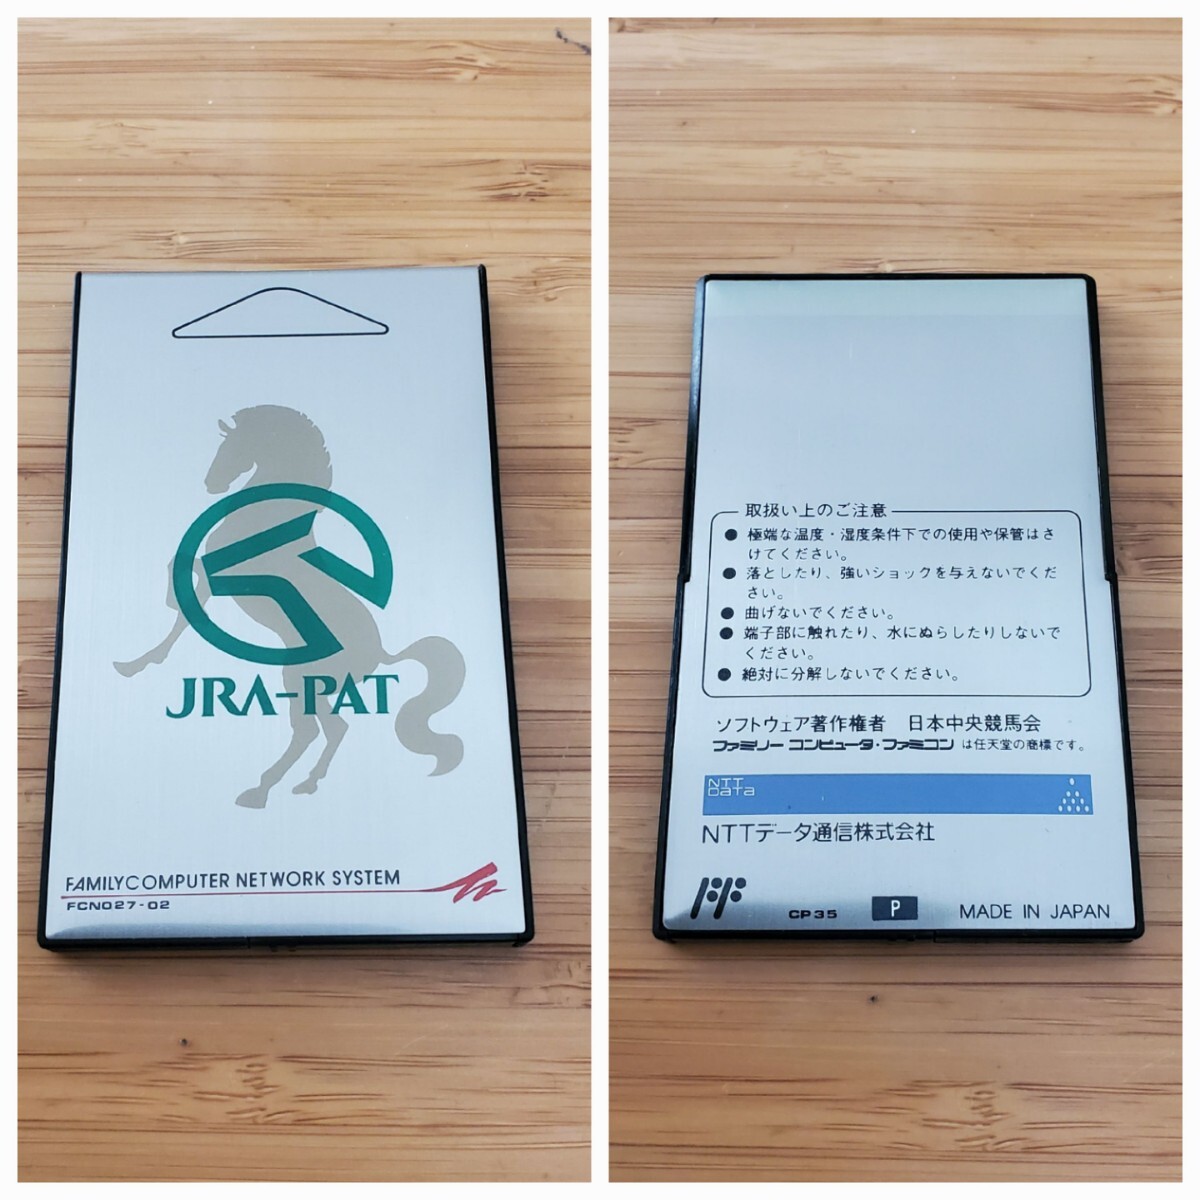 JRA-PAT
FAMILYCOMPUTER NETWORK SYSTEM
FCN027-02
取扱い上のご注意
● 極端な温度・湿度条件下での使用や保管はさ
けてください。
● 落としたり、強いショックを与えないでくだ
さい。
● 曲げないでください。
● 端子部に触れたり、水にぬらしたりしないで
ください。
● 絶対に分解しないでください。
ソフトウェア著作権者 日本中央競馬会
ファミリーコンピュータ・ファミコン は任天堂の商標です。
NTT
Data
NTTデータ通信株式会社
CP35 P MADE IN JAPAN